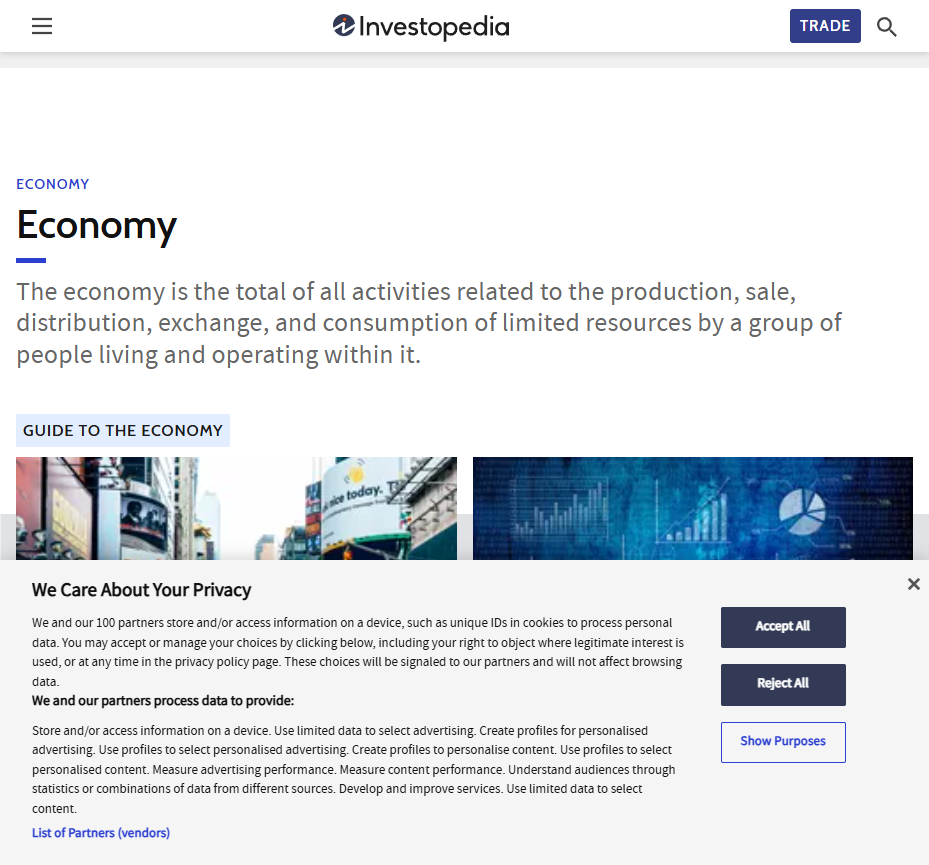 Investopedia
TRADE
ECONOMY
Economy
The economy is the total of all activities related to the production, sale,
distribution, exchange, and consumption of limited resources by a group of
people living and operating within it.
GUIDE TO THE ECONOMY
nice today.
We Care About Your Privacy
We and our 100 partners store and/or access information on a device, such as unique IDs in cookies to process personal
data. You may accept or manage your choices by clicking below, including your right to object where legitimate interest is
used, or at any time in the privacy policy page. These choices will be signaled to our partners and will not affect browsing
data.
We and our partners process data to provide:
Store and/or access information on a device. Use limited data to select advertising. Create profiles for personalised
advertising. Use profiles to select personalised advertising. Create profiles to personalise content. Use profiles to select
personalised content. Measure advertising performance. Measure content performance. Understand audiences through
statistics or combinations of data from different sources. Develop and improve services. Use limited data to select
content.
List of Partners (vendors)
Accept All
Reject All
Show Purposes